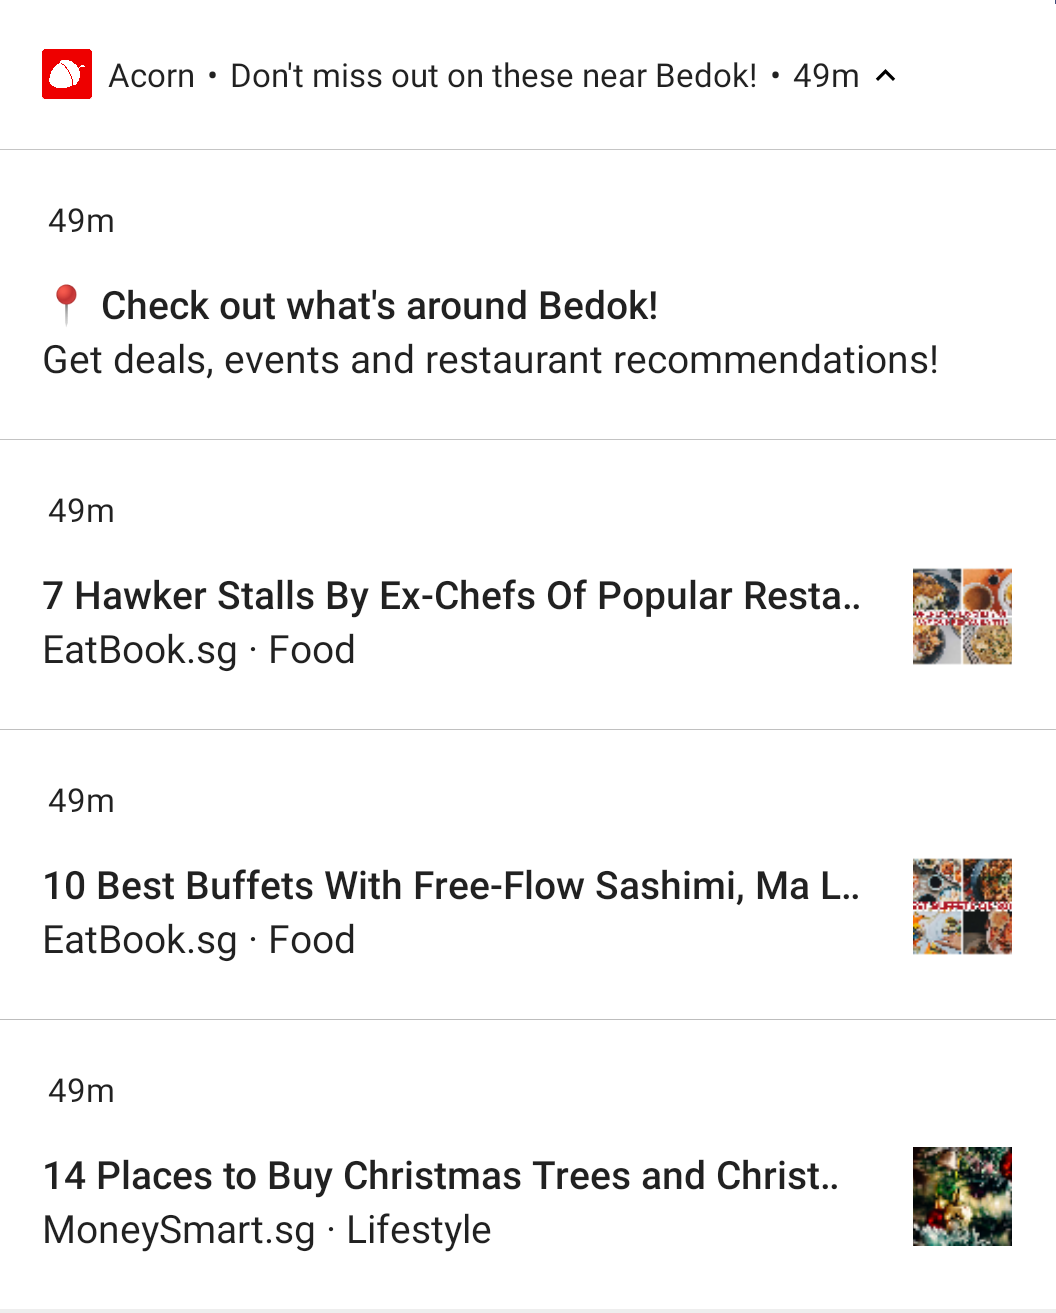 Acorn • Don't miss out on these near Bedok! • 49m
49m
📍 Check out what's around Bedok!
Get deals, events and restaurant recommendations!
49m
7 Hawker Stalls By Ex-Chefs Of Popular Resta..
EatBook.sg · Food
49m
10 Best Buffets With Free-Flow Sashimi, Ma L..
EatBook.sg · Food
49m
14 Places to Buy Christmas Trees and Christ..
MoneySmart.sg · Lifestyle